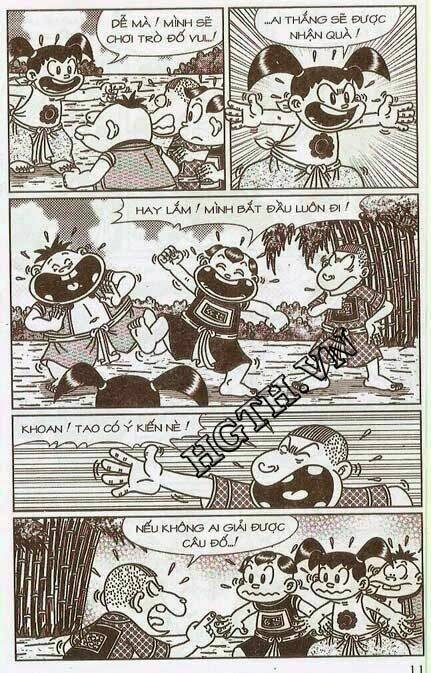 DỄ MÀ! MÌNH SẼ
CHƠI TRÒ ĐỐ VUI...!
...AI THẮNG SẼ ĐƯỢC
NHẬN QUÀ!
HAY LẮM! MÌNH BẮT ĐẦU LUÔN ĐI!
KHOAN! TAO CÓ Ý KIẾN NÈ!
HGTH.VN
NẾU KHÔNG AI GIẢI ĐƯỢC
CÂU ĐỐ...!
11